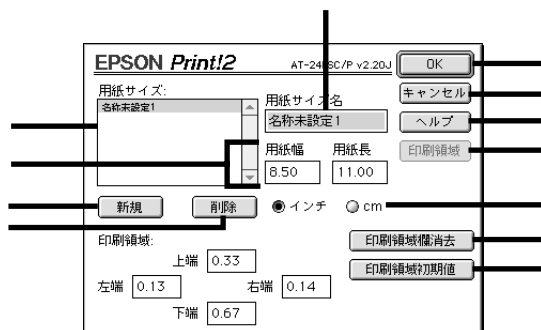 EPSON Print!2
OK
用紙サイズ:
用紙サイズ名
キャンセル
名称未設定1
名称未設定1
ヘルプ
用紙幅 用紙長
印刷領域
8.50 11.00
新規 削除 インチ cm
印刷領域:
印刷領域欄消去
上端 0.33
印刷領域初期値
左端 0.13 右端 0.14
下端 0.67